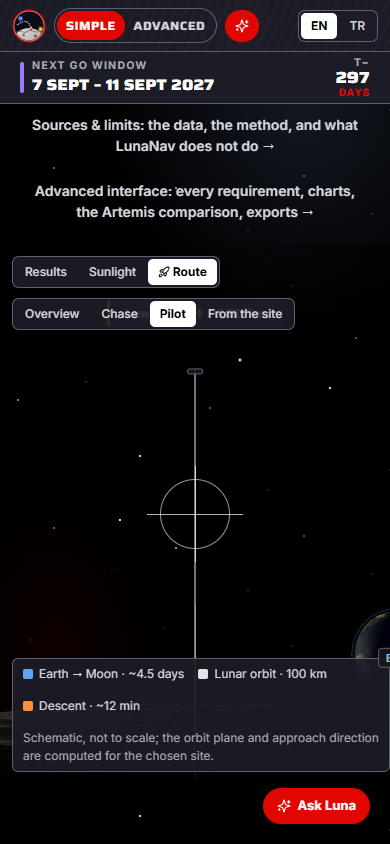 SIMPLE
ADVANCED
EN
TR
NEXT GO WINDOW
7 SEPT – 11 SEPT 2027
T−
297
DAYS
Sources & limits: the data, the method, and what
LunaNav does not do →
Advanced interface: every requirement, charts,
the Artemis comparison, exports →
Results
Sunlight
Route
Overview
Chase
Pilot
From the site
Earth → Moon · ~4.5 days
Lunar orbit · 100 km
Descent · ~12 min
Schematic, not to scale; the orbit plane and approach direction
are computed for the chosen site.
Ask Luna